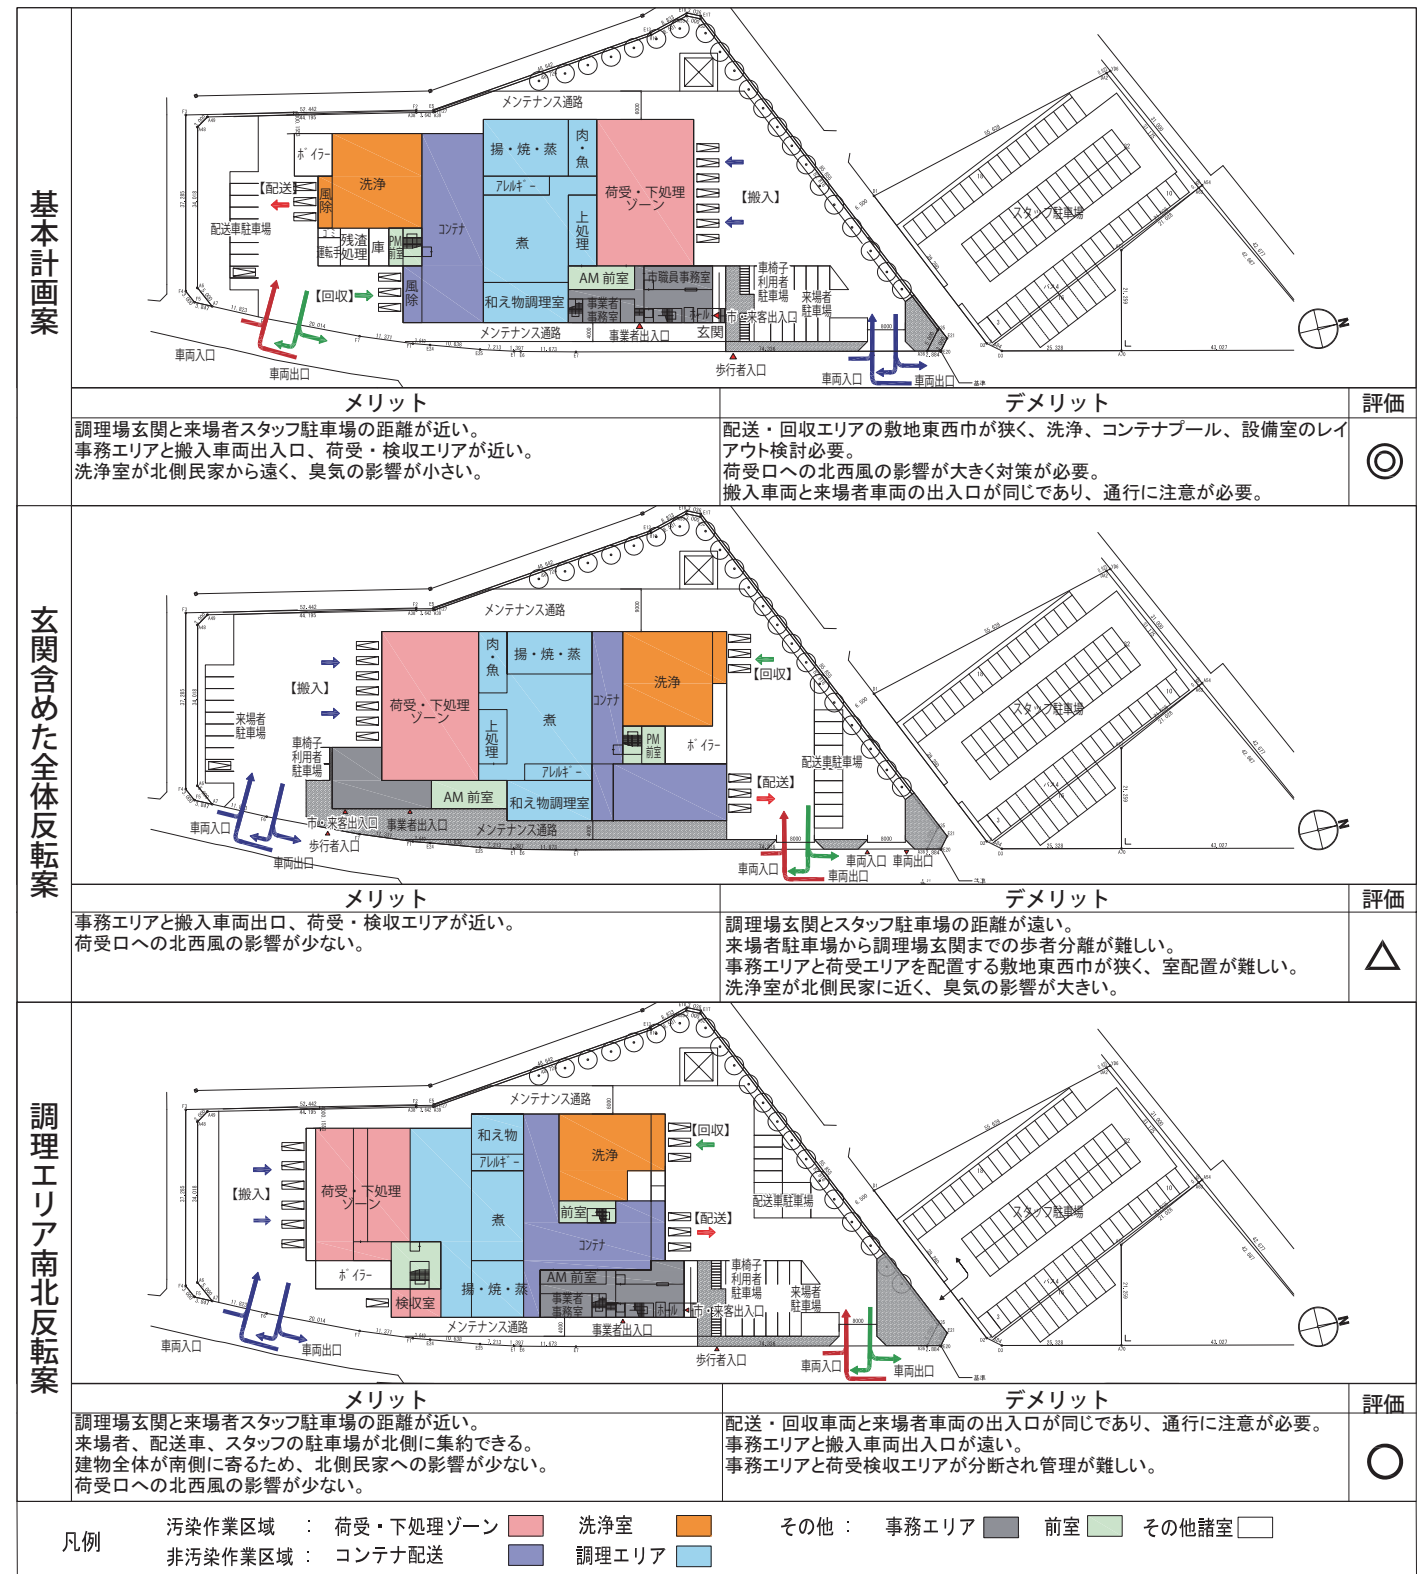 基本計画案
メンテナンス通路
ボイラー
洗浄
【配送】
風除
配送車駐車場
ゴミ
運転手
残渣処理
庫
PM前室
コンテナ
揚・焼・蒸
肉・魚
アレルギー
煮
上処理
荷受・下処理ゾーン
【搬入】
AM 前室
市職員事務室
和え物調理室
事業者事務室
ホール
風除
【回収】
車椅子利用者駐車場
来場者駐車場
市・来客出入口
玄関
メンテナンス通路
事業者出入口
歩行者入口
車両入口
車両出口
車両入口
車両出口
スタッフ駐車場
N
メリット
デメリット
評価
調理場玄関と来場者スタッフ駐車場の距離が近い。
事務エリアと搬入車両出入口、荷受・検収エリアが近い。
洗浄室が北側民家から遠く、臭気の影響が小さい。
配送・回収エリアの敷地東西巾が狭く、洗浄、コンテナプール、設備室のレイ
アウト検討必要。
荷受口への北西風の影響が大きく対策が必要。
搬入車両と来場者車両の出入口が同じであり、通行に注意が必要。
◎
玄関含めた全体反転案
メンテナンス通路
【搬入】
来場者駐車場
車椅子利用者駐車場
荷受・下処理ゾーン
肉・魚
揚・焼・蒸
上処理
煮
アレルギー
コンテナ
洗浄
PM前室
ボイラー
【回収】
【配送】
配送車駐車場
AM 前室
和え物調理室
市・来客出入口
事業者出入口
メンテナンス通路
歩行者入口
車両入口
車両出口
車両入口
車両出口
車両入口
車両出口
スタッフ駐車場
N
メリット
デメリット
評価
事務エリアと搬入車両出口、荷受・検収エリアが近い。
荷受口への北西風の影響が少ない。
調理場玄関とスタッフ駐車場の距離が遠い。
来場者駐車場から調理場玄関までの歩者分離が難しい。
事務エリアと荷受エリアを配置する敷地東西巾が狭く、室配置が難しい。
洗浄室が北側民家に近く、臭気の影響が大きい。
△
調理エリア南北反転案
メンテナンス通路
【搬入】
荷受・下処理ゾーン
和え物
アレルギー
煮
洗浄
前室
コンテナ
【回収】
【配送】
配送車駐車場
ボイラー
検収室
揚・焼・蒸
AM 前室
事業者事務室
ホール
車椅子利用者駐車場
来場者駐車場
市・来客出入口
メンテナンス通路
事業者出入口
歩行者入口
車両入口
車両出口
車両入口
車両出口
スタッフ駐車場
N
メリット
デメリット
評価
調理場玄関と来場者スタッフ駐車場の距離が近い。
来場者、配送車、スタッフの駐車場が北側に集約できる。
建物全体が南側に寄るため、北側民家への影響が少ない。
荷受口への北西風の影響が少ない。
配送・回収車両と来場者車両の出入口が同じであり、通行に注意が必要。
事務エリアと搬入車両出入口が遠い。
事務エリアと荷受検収エリアが分断され管理が難しい。
○
凡例
汚染作業区域 : 荷受・下処理ゾーン 洗浄室 その他 : 事務エリア 前室 その他諸室
非汚染作業区域 : コンテナ配送 調理エリア